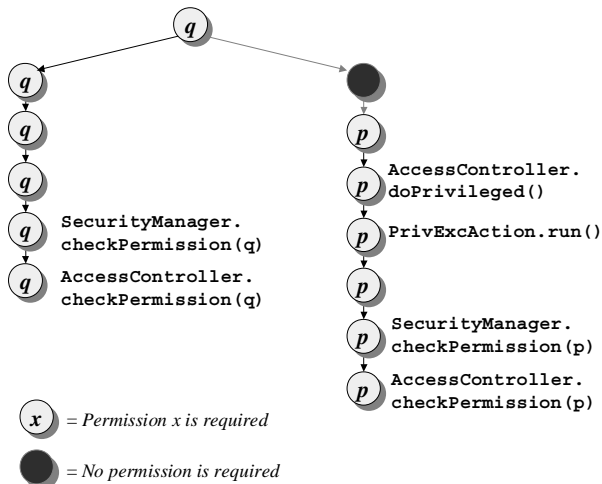 q
q
q
p
q
AccessController.
doPrivileged()
p
q
SecurityManager.
checkPermission(q)
p
PrivExcAction.run()
q
AccessController.
checkPermission(q)
p
p
SecurityManager.
checkPermission(p)
p
AccessController.
checkPermission(p)
x = Permission x is required
= No permission is required